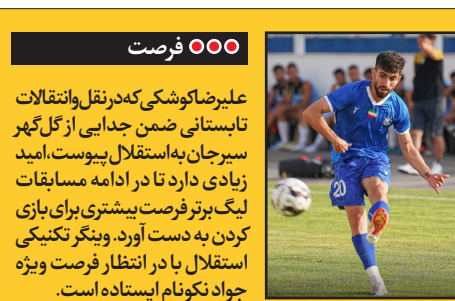 فرصت
علیرضا کوشکی که در نقل وانتقالات
تابستانی ضمن جدایی از گل گهر
سیرجان به استقلال پیوست، امید
زیادی دارد تا در ادامه مسابقات
لیگ برتر فرصت بیشتری برای بازی
کردن به دست آورد. وینگر تکنیکی
استقلال با در انتظار فرصت ویژه
جواد نکونام ایستاده است.
20